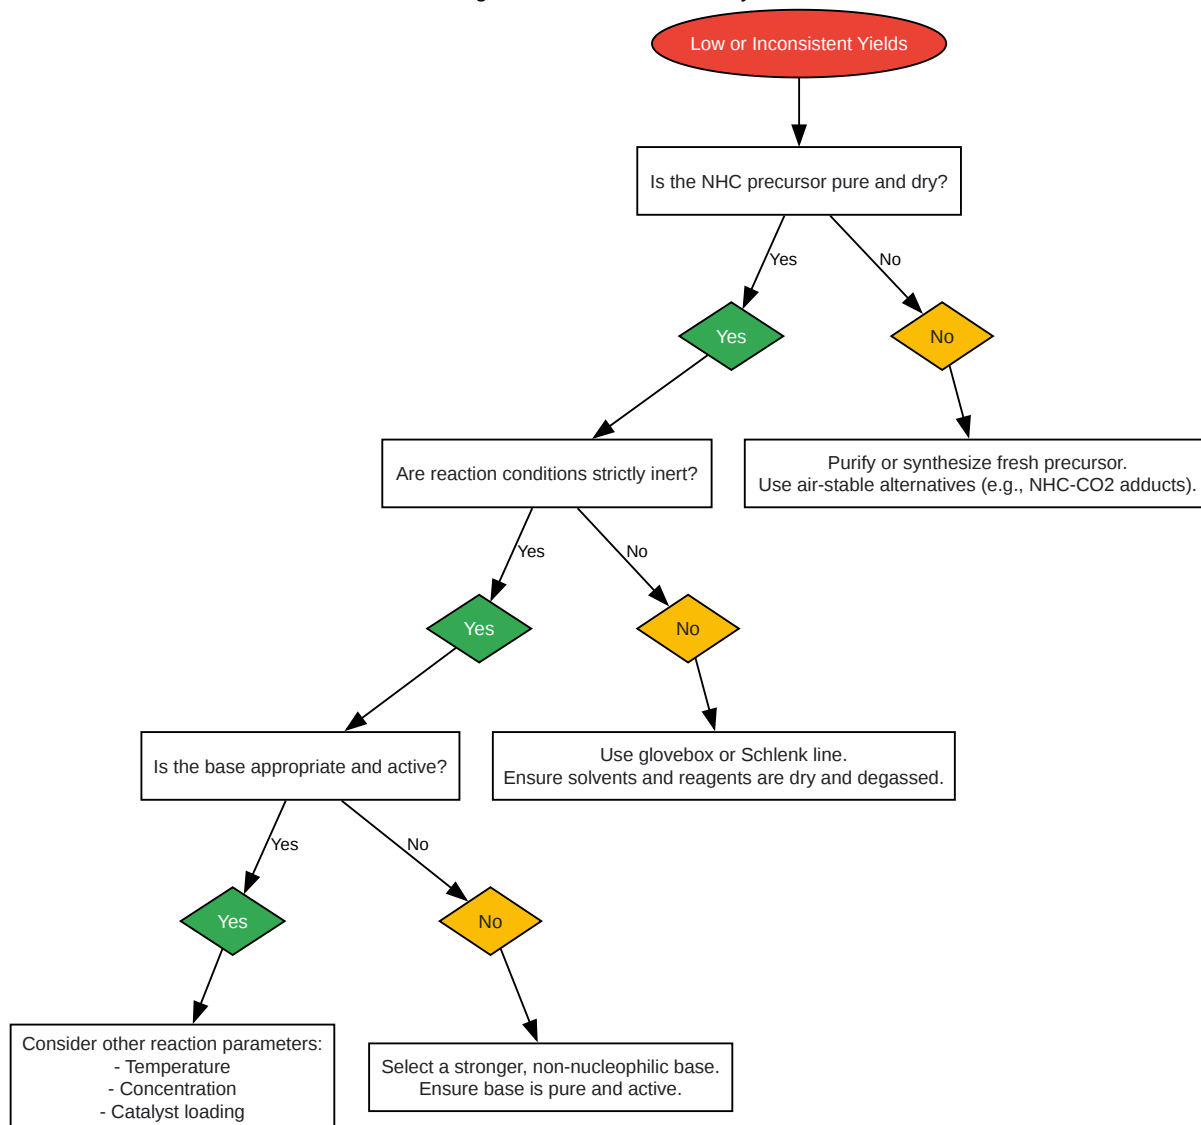 Low or Inconsistent Yields
Is the NHC precursor pure and dry?
Yes
No
Yes
No
Are reaction conditions strictly inert?
Purify or synthesize fresh precursor.
Use air-stable alternatives (e.g., NHC-CO2 adducts).
Yes
No
Yes
No
Is the base appropriate and active?
Use glovebox or Schlenk line.
Ensure solvents and reagents are dry and degassed.
Yes
No
Yes
No
Consider other reaction parameters:
- Temperature
- Concentration
- Catalyst loading
Select a stronger, non-nucleophilic base.
Ensure base is pure and active.